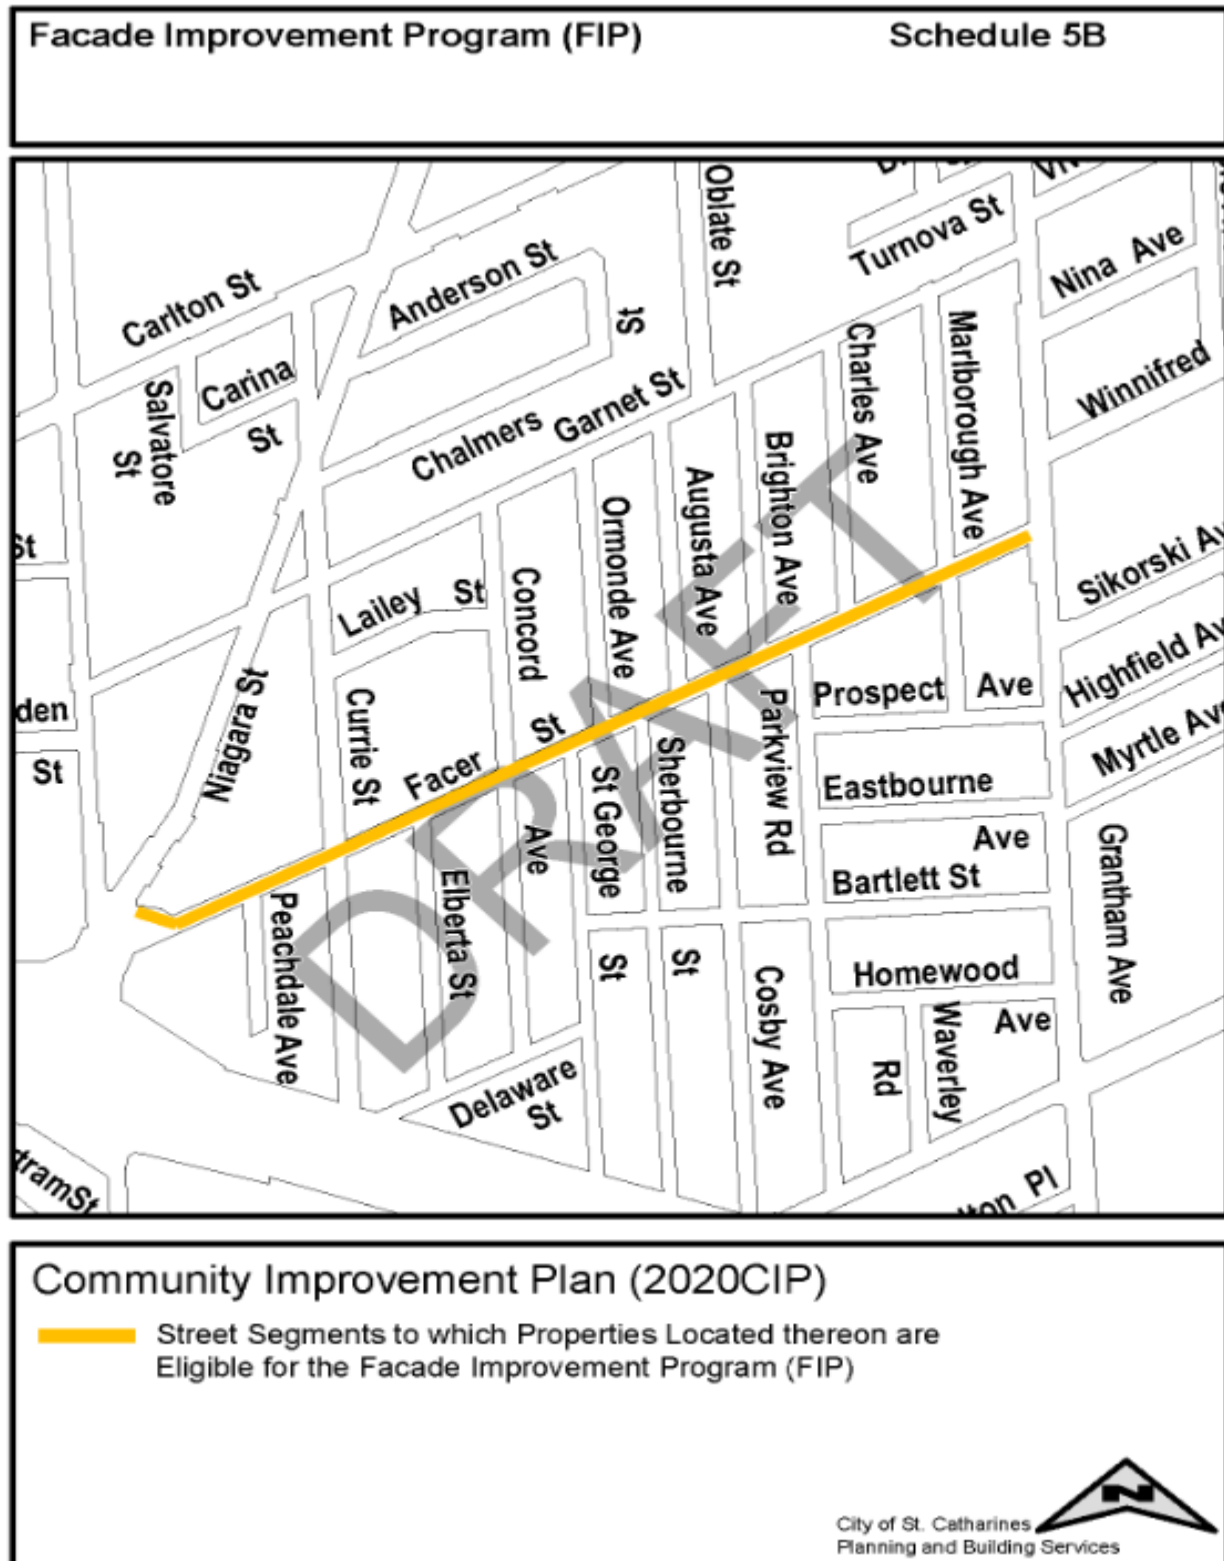 Facade Improvement Program (FIP)
Schedule 5B
Oblate St
Turnova St
Nina Ave
Carlton St
Anderson St
St
Carina
St
Salvatore
St
Charles Ave
Marlborough Ave
Winnifred
Garnet St
Chalmers
Brighton Ave
Augusta Ave
Ormonde Ave
St
Sikorski Av
Lailey St
Concord
Highfield Av
Niagara St
den
St
Currie St
Facer St
Prospect Ave
Parkview Rd
Myrtle Ave
Sherbourne
St
St George
St
Eastbourne
Ave
Ave
Bartlett St
Elberta St
Peachdale Ave
Grantham Ave
Homewood
Ave
Cosby Ave
Waverley
Rd
Delaware
St
tramSt
lton Pl
DRAFT
Community Improvement Plan (2020CIP)
Street Segments to which Properties Located thereon are
Eligible for the Facade Improvement Program (FIP)
N
City of St. Catharines
Planning and Building Services